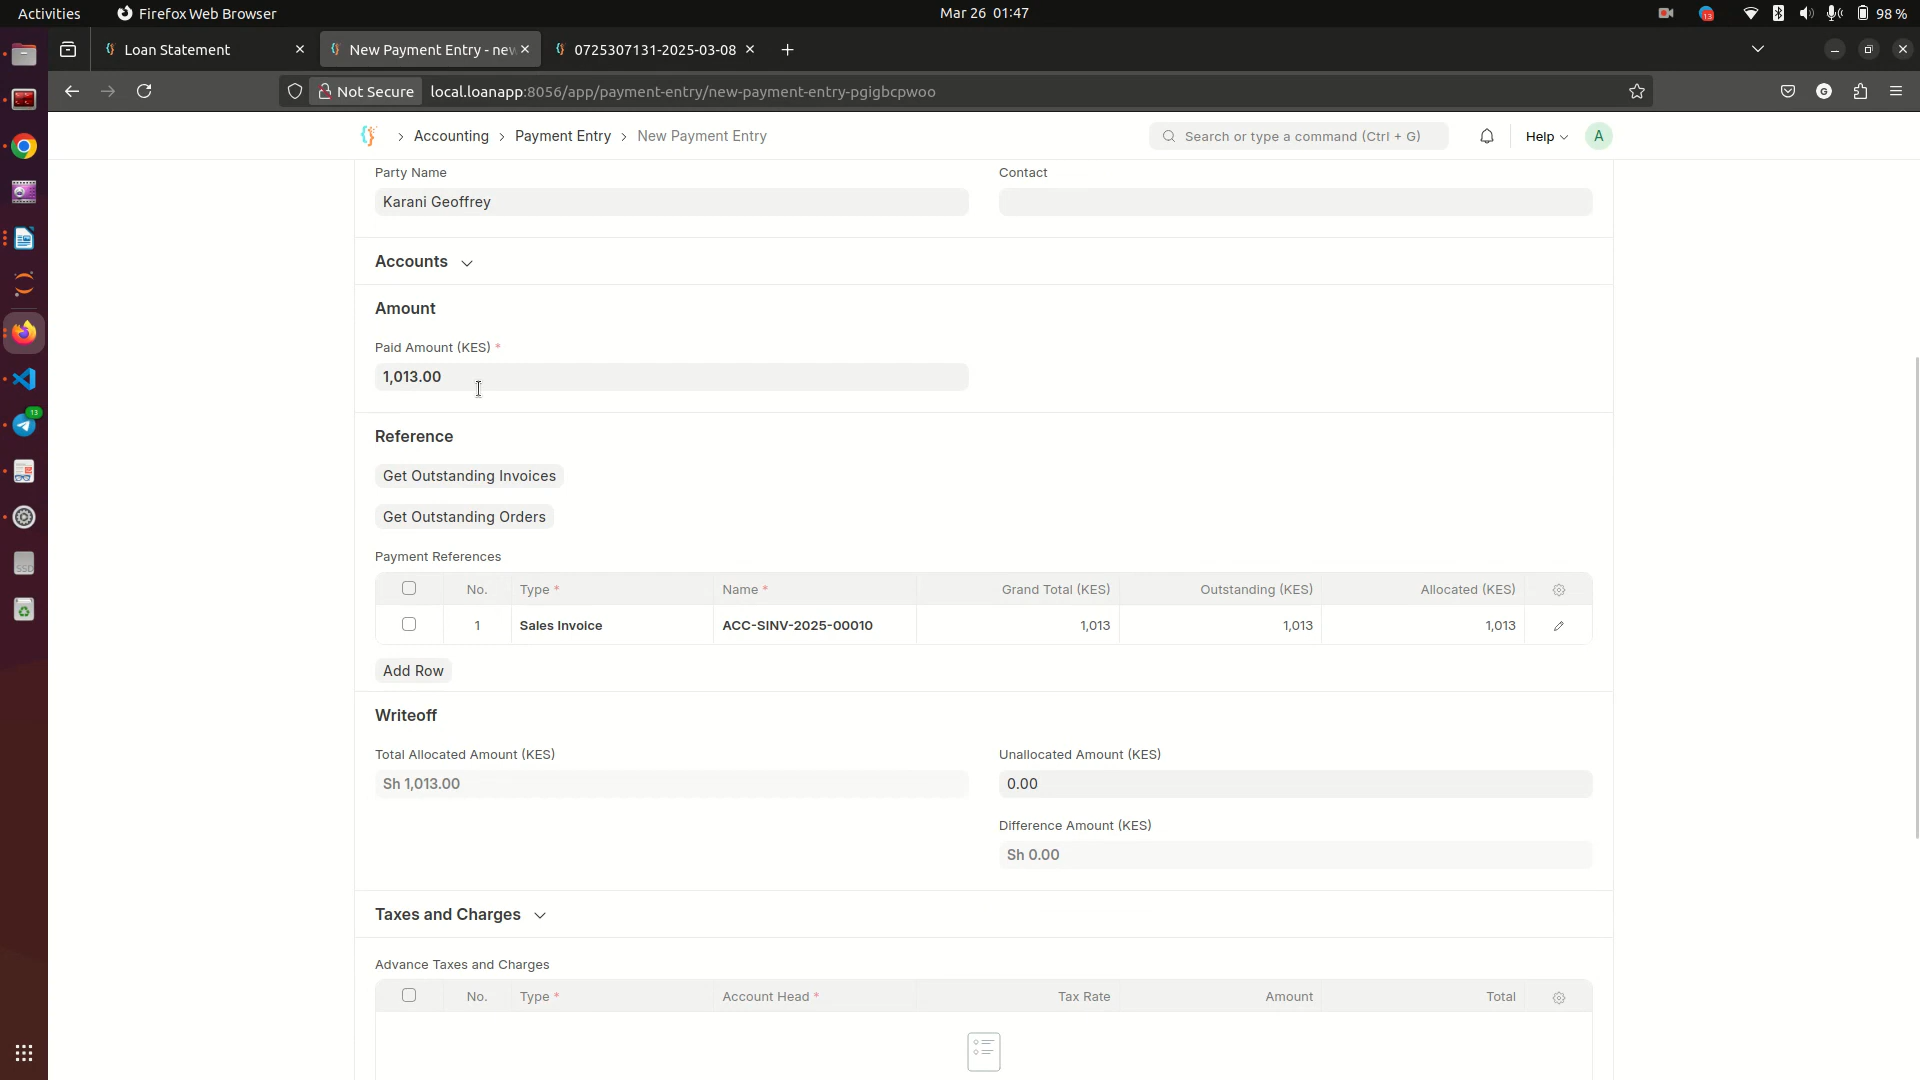 Activities
Firefox Web Browser
Mar 26 01:47
13
98 %
Loan Statement
New Payment Entry - new
0725307131-2025-03-08
Not Secure
local.loanapp:8056/app/payment-entry/new-payment-entry-pgigbcpwoo
G
Accounting
Payment Entry
New Payment Entry
Search or type a command (Ctrl + G)
Help
A
Party Name
Contact
Karani Geoffrey
Accounts
Amount
Paid Amount (KES) *
1,013.00
Reference
13
Get Outstanding Invoices
Get Outstanding Orders
SSD
Payment References
No. Type * Name * Grand Total (KES) Outstanding (KES) Allocated (KES)
1 Sales Invoice ACC-SINV-2025-00010 1,013 1,013 1,013
Add Row
Writeoff
Total Allocated Amount (KES)
Unallocated Amount (KES)
Sh 1,013.00
0.00
Difference Amount (KES)
Sh 0.00
Taxes and Charges
Advance Taxes and Charges
No. Type * Account Head * Tax Rate Amount Total